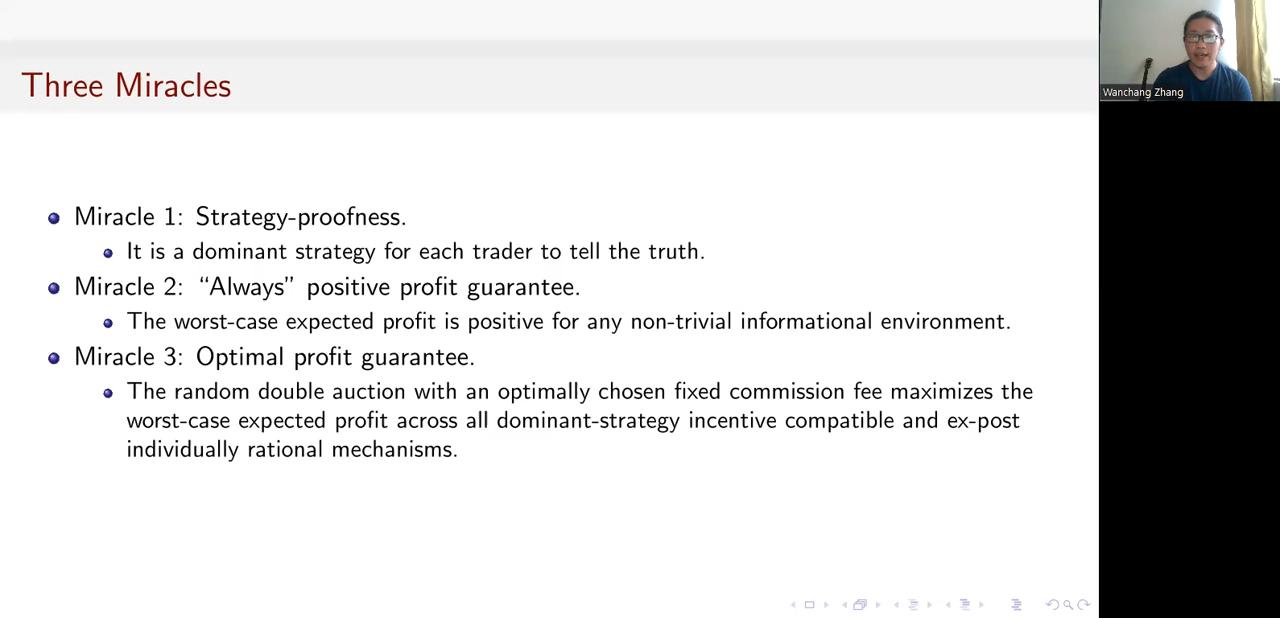 Three Miracles
Wanchang Zhang
Miracle 1: Strategy-proofness.
It is a dominant strategy for each trader to tell the truth.
Miracle 2: “Always” positive profit guarantee.
The worst-case expected profit is positive for any non-trivial informational environment.
Miracle 3: Optimal profit guarantee.
The random double auction with an optimally chosen fixed commission fee maximizes the
worst-case expected profit across all dominant-strategy incentive compatible and ex-post
individually rational mechanisms.